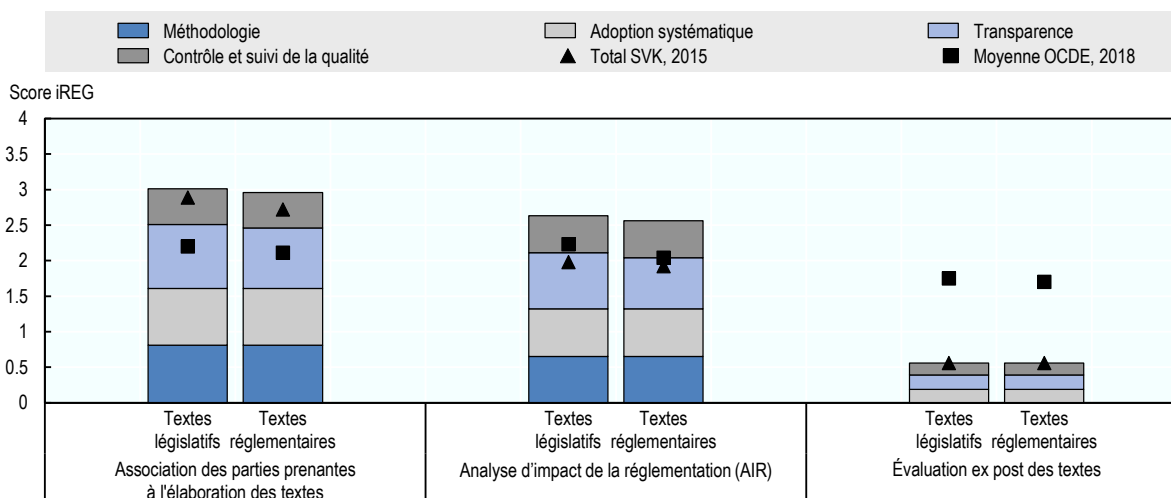 Méthodologie
Adoption systématique
Transparence
Contrôle et suivi de la qualité
Total SVK, 2015
Moyenne OCDE, 2018
Score iREG
4
3.5
3
2.5
2
1.5
1
0.5
0
Textes législatifs
Textes réglementaires
Textes législatifs
Textes réglementaires
Textes législatifs
Textes réglementaires
Association des parties prenantes
à l'élaboration des textes
Analyse d'impact de la réglementation (AIR)
Évaluation ex post des textes